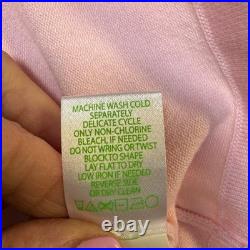 MACHINE WASH COLD
SEPARATELY
DELICATE CYCLE
ONLY NON-CHLORINE
BLEACH, IF NEEDED
DO NOT WRING OR TWIST
BLOCK TO SHAPE
LAY FLAT TO DRY
LOW IRON IF NEEDED
REVERSE SIDE
OR DRY CLEAN